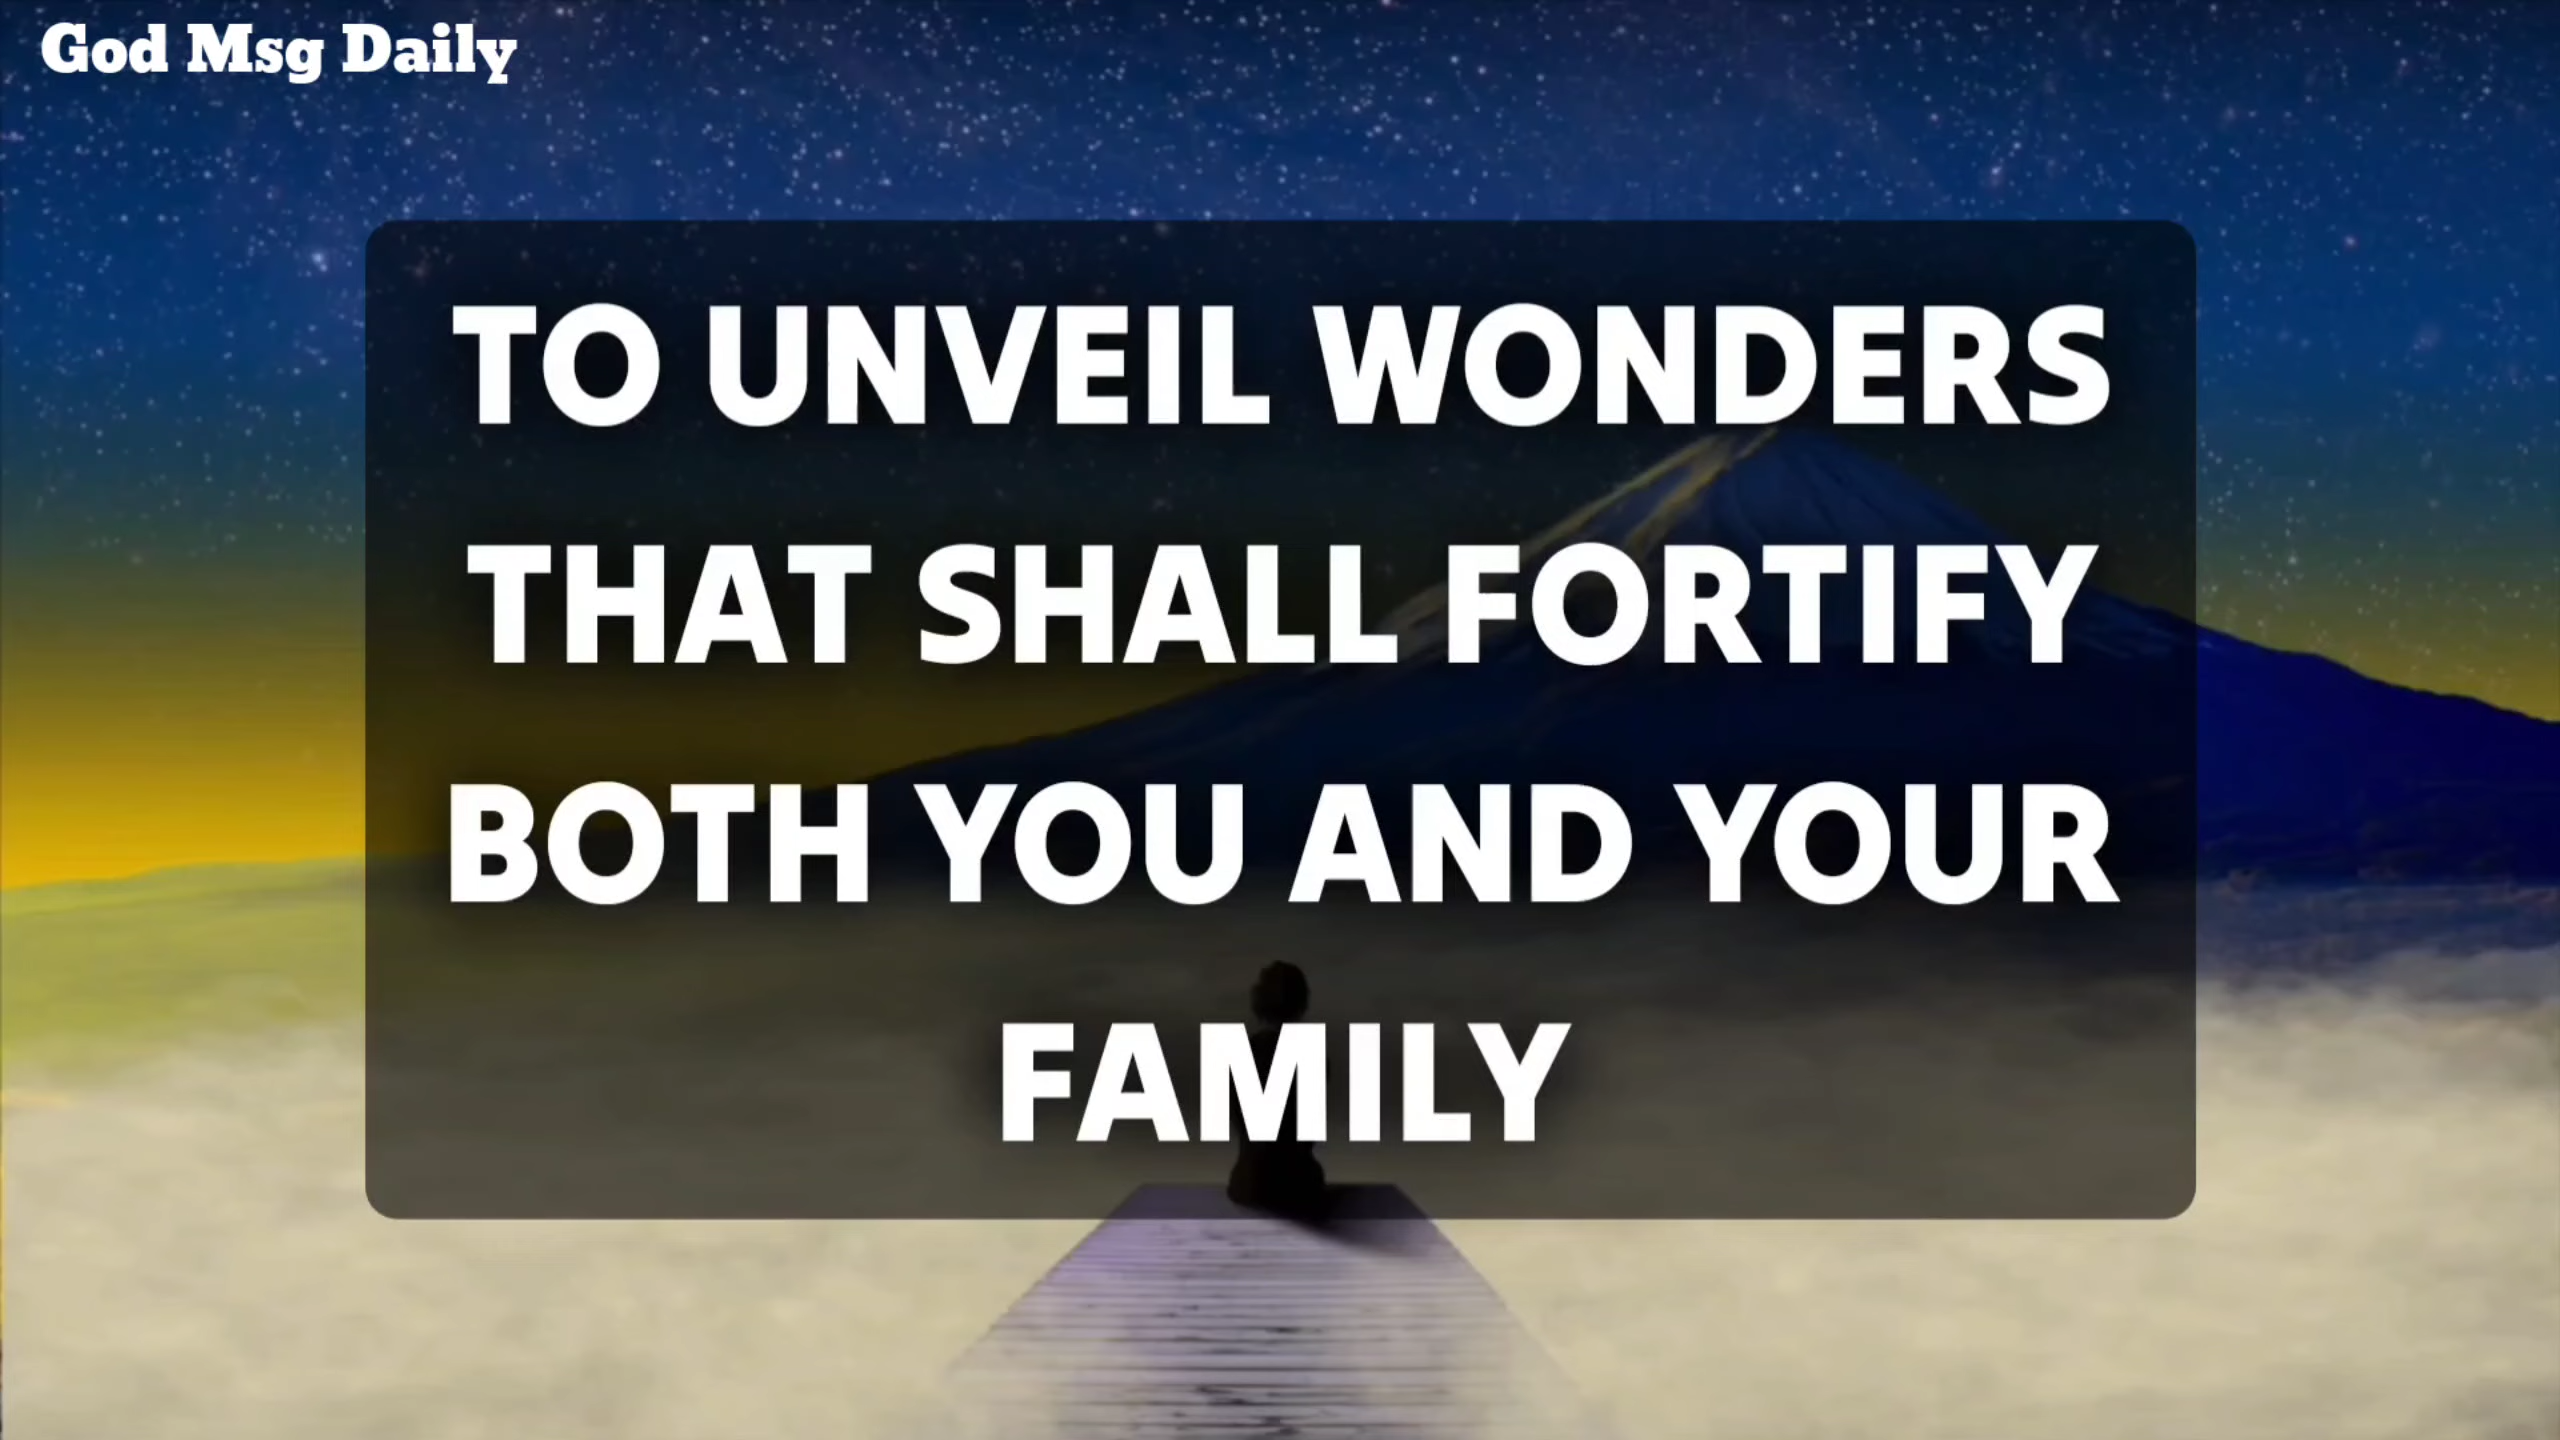 God Msg Daily
TO UNVEIL WONDERS
THAT SHALL FORTIFY
BOTH YOU AND YOUR
FAMILY